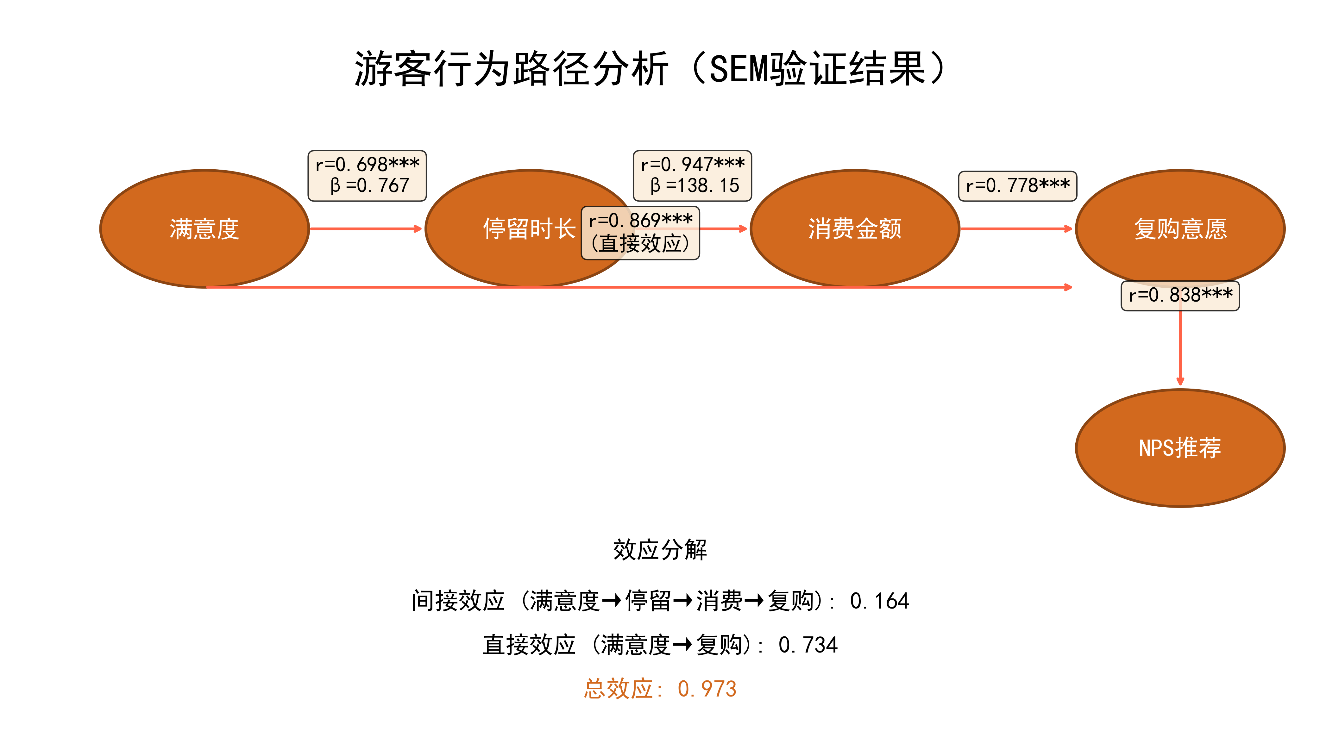 游客行为路径分析（SEM验证结果）
r=0.698***
β=0.767
r=0.947***
β=138.15
r=0.778***
满意度
停留时长
r=0.869***
(直接效应)
消费金额
复购意愿
r=0.838***
NPS推荐
效应分解
间接效应 (满意度→停留→消费→复购): 0.164
直接效应 (满意度→复购): 0.734
总效应: 0.973